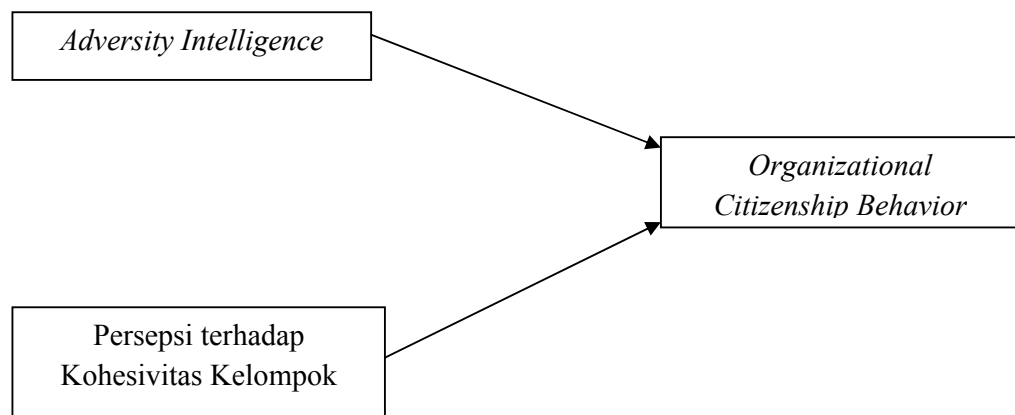 Adversity Intelligence
Organizational
Citizenship Behavior
Persepsi terhadap
Kohesivitas Kelompok